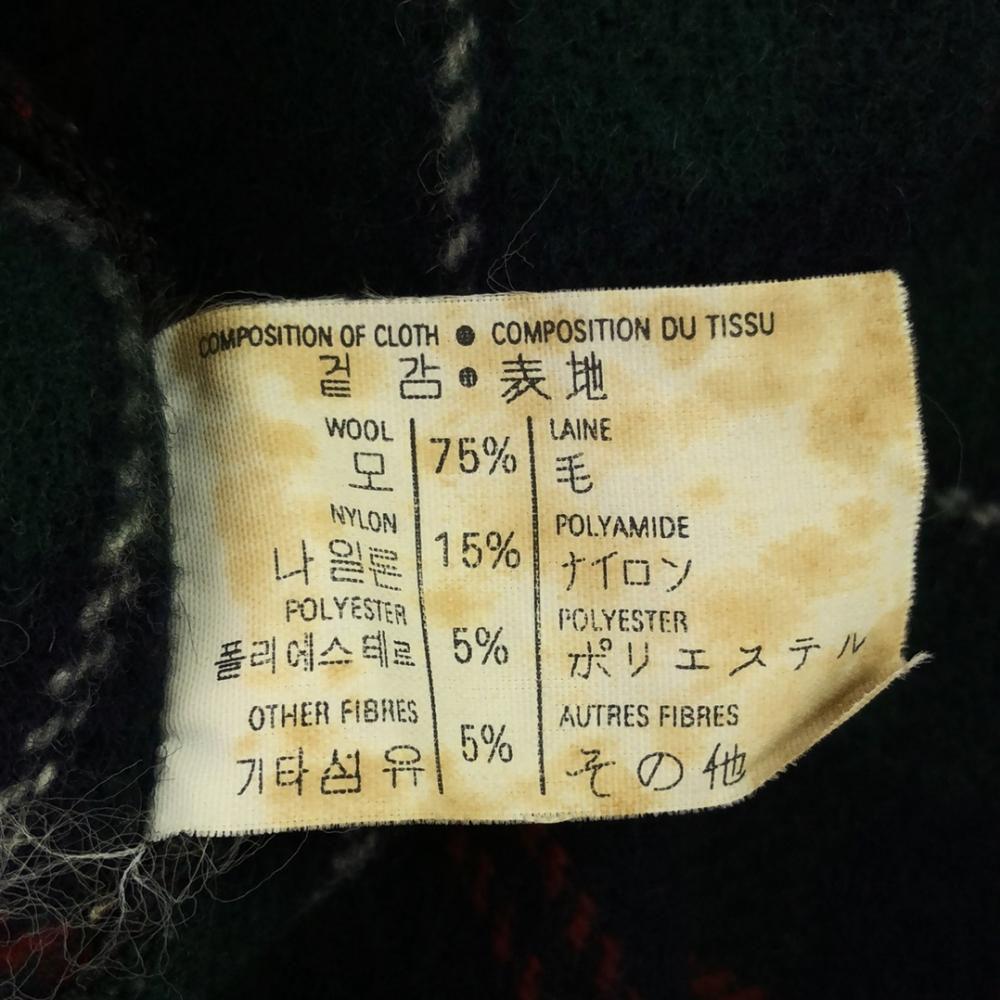 COMPOSITION OF CLOTH ● COMPOSITION DU TISSU
겉 감 ● 表地
WOOL 75% LAINE
모 毛
NYLON 15% POLYAMIDE
나일론 ナイロン
POLYESTER 5% POLYESTER
폴리에스테르 ポリエステル
OTHER FIBRES 5% AUTRES FIBRES
기타섬유 その他